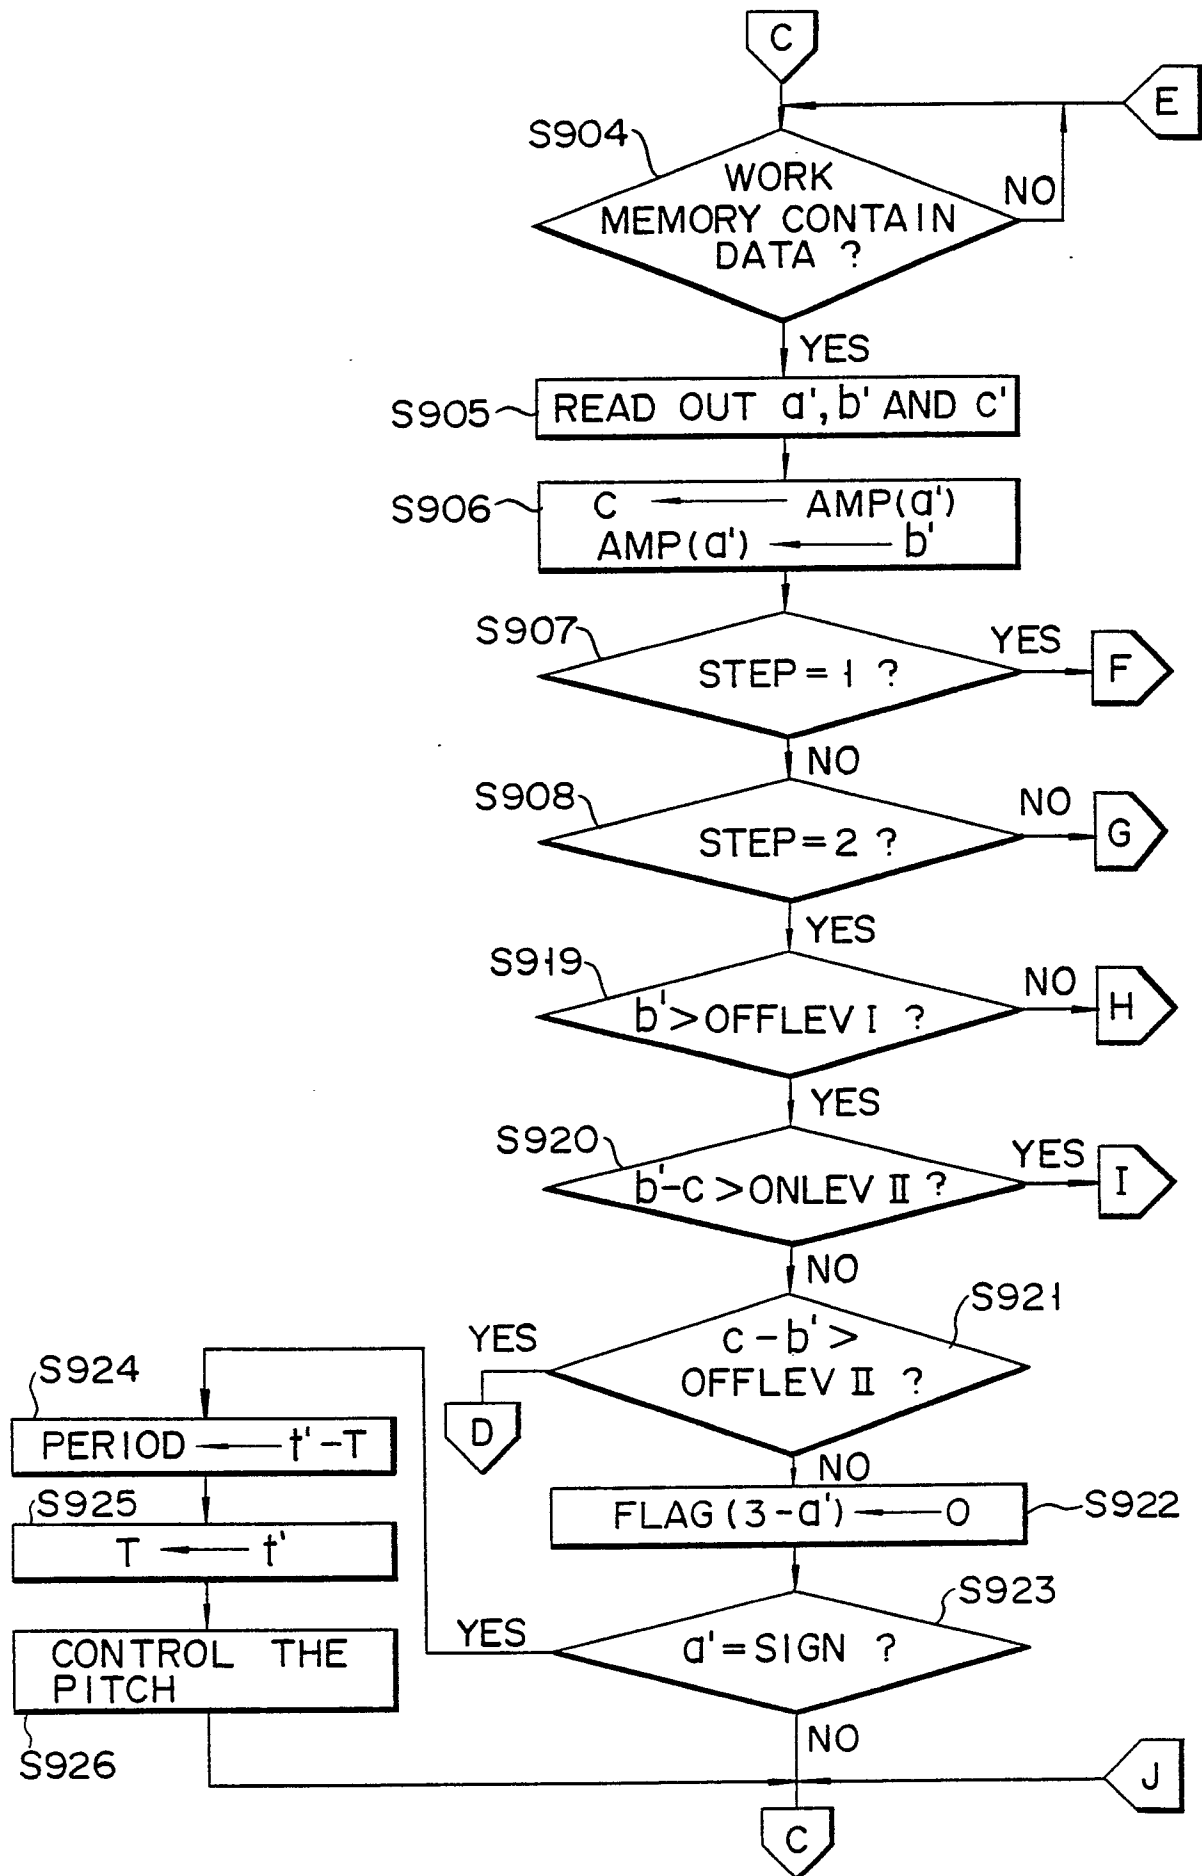 C
E
S904
WORK
MEMORY CONTAIN
DATA ?
NO
YES
S905
READ OUT a', b' AND c'
S906
C ← AMP(a')
AMP(a') ← b'
S907
STEP=1 ?
YES
F
NO
S908
STEP=2 ?
NO
G
YES
S919
b'>OFFLEV I ?
NO
H
YES
S920
b'-c>ONLEV II ?
YES
I
NO
S921
c-b'>
OFFLEV II ?
YES
D
NO
S924
PERIOD ← t'-T
S925
T ← t'
S922
FLAG(3-a') ← 0
S923
a'=SIGN ?
YES
CONTROL THE
PITCH
S926
NO
J
C